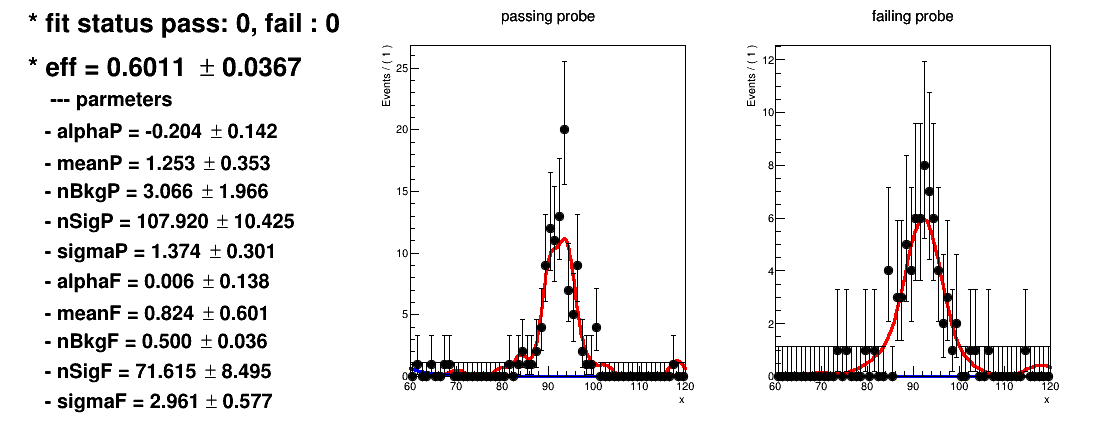 * fit status pass: 0, fail : 0
* eff = 0.6011 ± 0.0367
--- parmeters
- alphaP = -0.204 ± 0.142
- meanP = 1.253 ± 0.353
- nBkgP = 3.066 ± 1.966
- nSigP = 107.920 ± 10.425
- sigmaP = 1.374 ± 0.301
- alphaF = 0.006 ± 0.138
- meanF = 0.824 ± 0.601
- nBkgF = 0.500 ± 0.036
- nSigF = 71.615 ± 8.495
- sigmaF = 2.961 ± 0.577
passing probe
Events / ( 1 )
25
20
15
10
5
0
60 70 80 90 100 110 120
x
failing probe
Events / ( 1 )
12
10
8
6
4
2
0
60 70 80 90 100 110 120
x